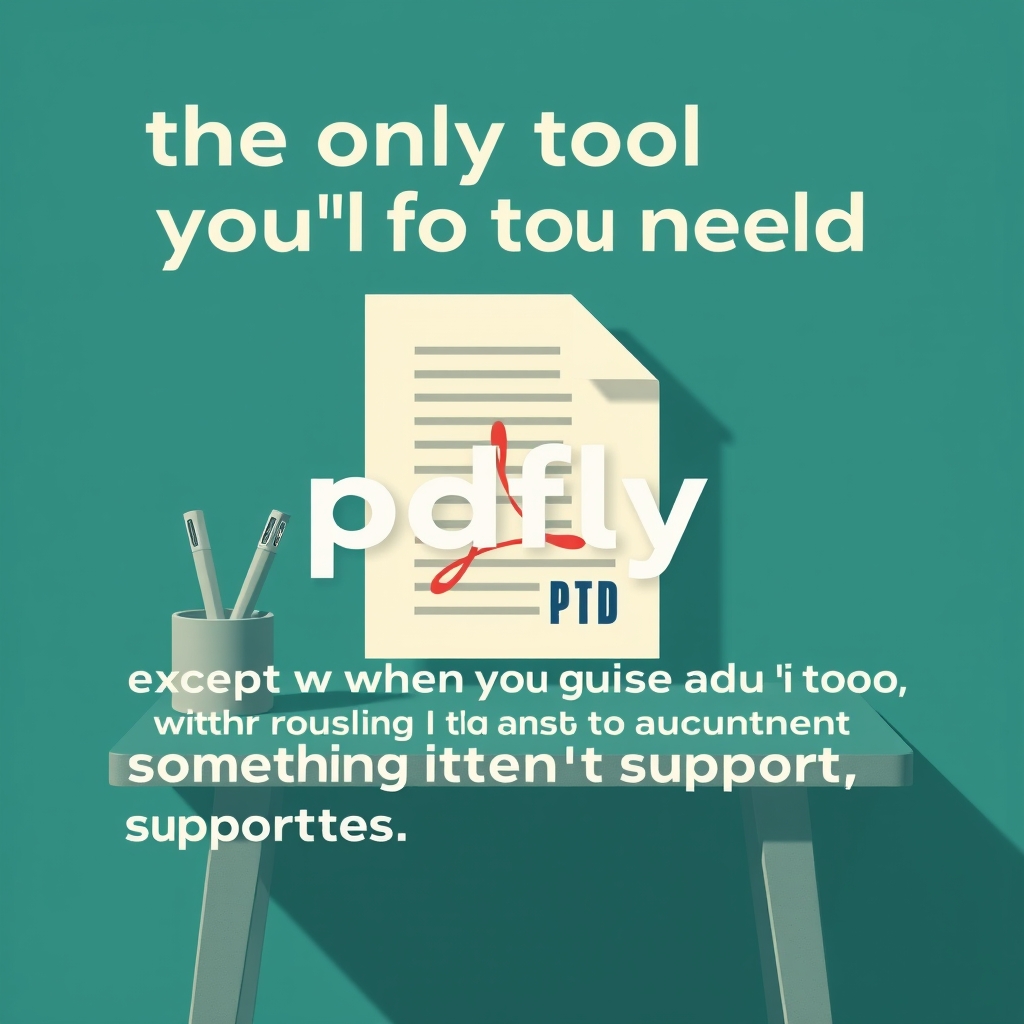 the only tool
you"l fo tou neeld
pdfly
PTD
except w when you guise adu 'i tooo,
witthr rousling l tla anst to aucuntnent
something itten't support,
supporttes.